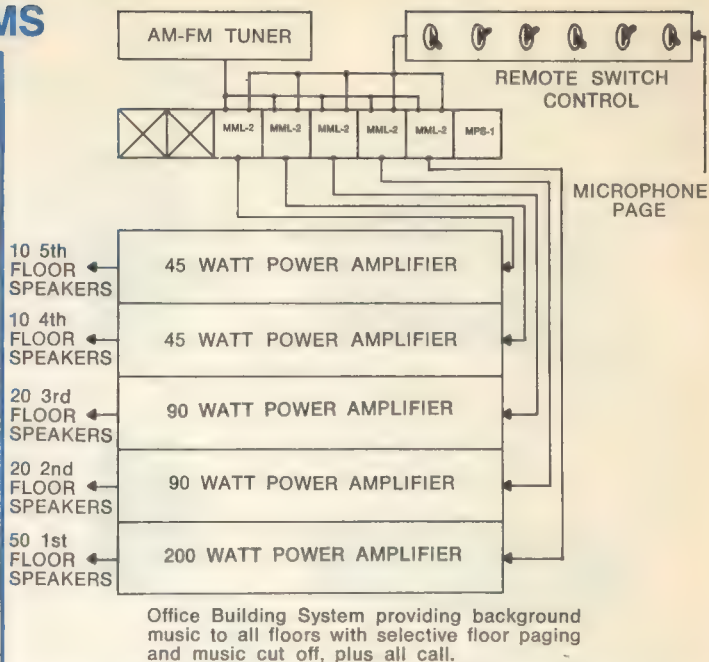 MS
AM-FM TUNER
REMOTE SWITCH
CONTROL
MML-2 MML-2 MML-2 MML-2 MML-2 MPS-1
MICROPHONE
PAGE
10 5th
FLOOR
SPEAKERS
45 WATT POWER AMPLIFIER
10 4th
FLOOR
SPEAKERS
45 WATT POWER AMPLIFIER
20 3rd
FLOOR
SPEAKERS
90 WATT POWER AMPLIFIER
20 2nd
FLOOR
SPEAKERS
90 WATT POWER AMPLIFIER
50 1st
FLOOR
SPEAKERS
200 WATT POWER AMPLIFIER
Office Building System providing background
music to all floors with selective floor paging
and music cut off, plus all call.